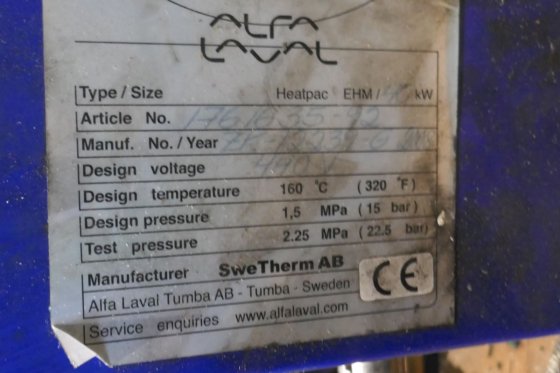 ALFA
LAVAL
Type / Size Heatpac EHM / kW
Article No. 1761635-92
Manuf. No. / Year
Design voltage
Design temperature 160 °C ( 320 °F )
Design pressure 1,5 MPa ( 15 bar)
Test pressure 2.25 MPa ( 22.5 bar)
Manufacturer SweTherm AB
CE
Alfa Laval Tumba AB - Tumba - Sweden
Service enquiries www.alfalaval.com